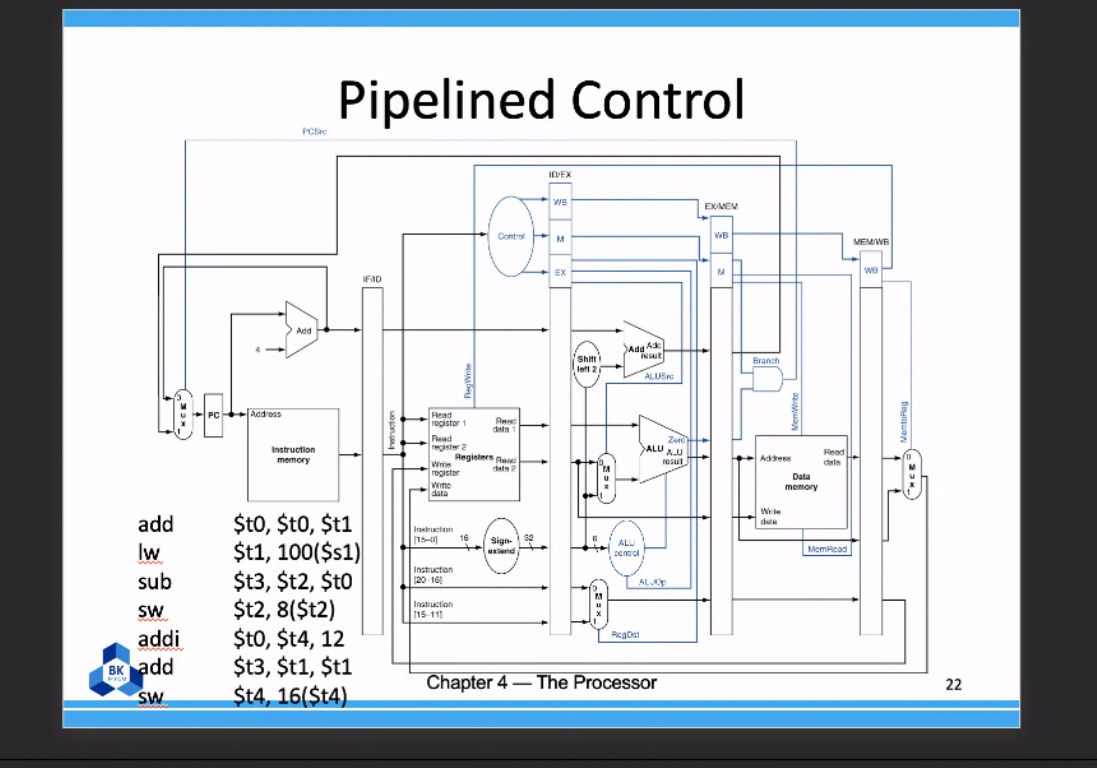 Pipelined Control
PCSrc
ID/EX
WB
EX/MEM
Control
M
WB
MEM/WB
EX
M
WB
IF/ID
Add
4
Shift
left 2
Add Add
result
Branch
ALUSrc
RegWrite
MemWrite
MemtoReg
0
M
u
x
1
PC
Address
Instruction
memory
Instruction
Read
register 1
Read
data 1
Read
register 2
Registers
Read
data 2
Write
register
Write
data
0
M
u
x
1
Zero
ALU ALU
result
Address
Read
data
Data
memory
Write
data
0
M
u
x
1
Instruction
[15–0]
16
Sign-
extend
32
6
ALU
control
MemRead
Instruction
[20–16]
ALUOp
0
M
u
x
1
Instruction
[15–11]
RegDst
add $t0, $t0, $t1
lw $t1, 100($s1)
sub $t3, $t2, $t0
sw $t2, 8($t2)
addi $t0, $t4, 12
add $t3, $t1, $t1
sw $t4, 16($t4)
BK
Chapter 4 — The Processor
22